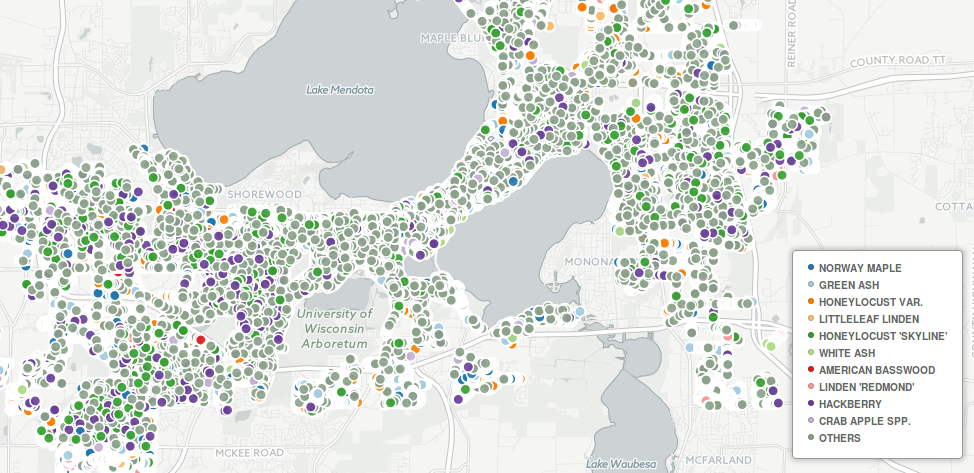 MAPLE BLU
REINER ROAD
COUNTY ROAD TT
Lake Mendota
SHOREWOOD
COTTA
MONONA
University of
Wisconsin
Arboretum
MCKEE ROAD
Lake Waubesa
MCFARLAND
NORWAY MAPLE
GREEN ASH
HONEYLOCUST VAR.
LITTLELEAF LINDEN
HONEYLOCUST 'SKYLINE'
WHITE ASH
AMERICAN BASSWOOD
LINDEN 'REDMOND'
HACKBERRY
CRAB APPLE SPP.
OTHERS